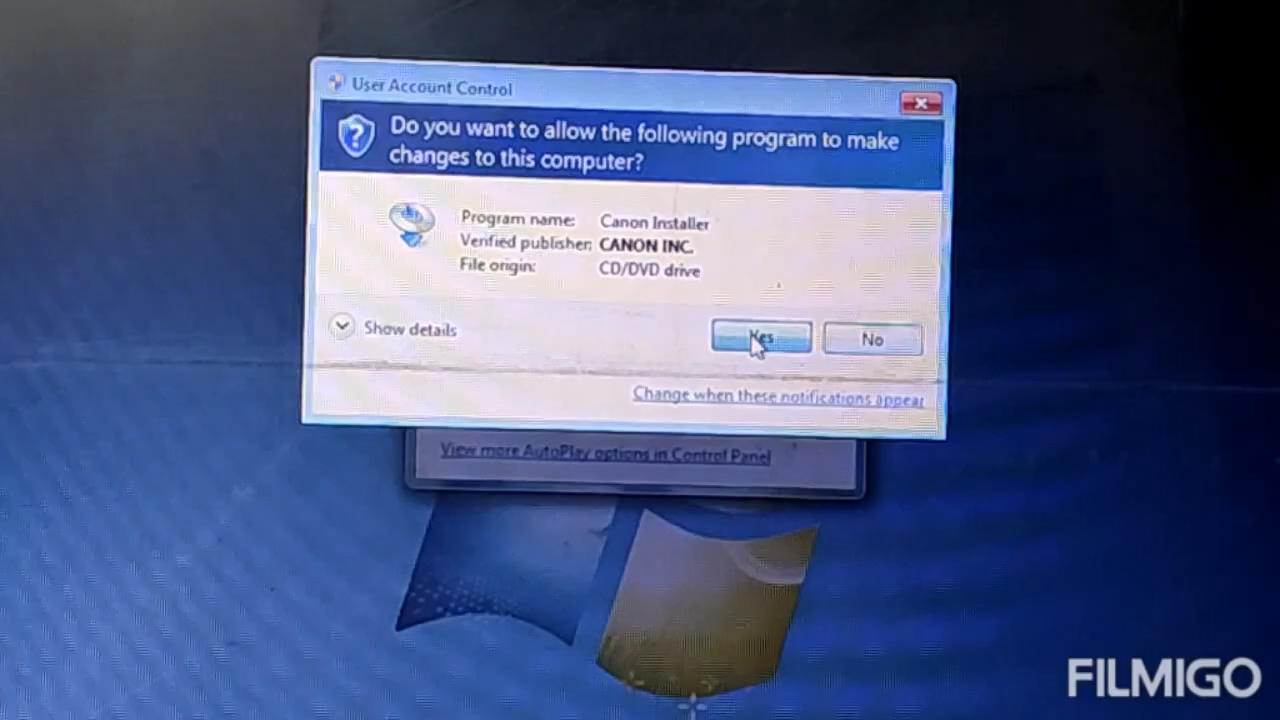 User Account Control
Do you want to allow the following program to make
changes to this computer?
Program name: Canon Installer
Verified publisher: CANON INC.
File origin: CD/DVD drive
Show details
Yes No
Change when these notifications appear
View more AutoPlay options in Control Panel
FILMIGO